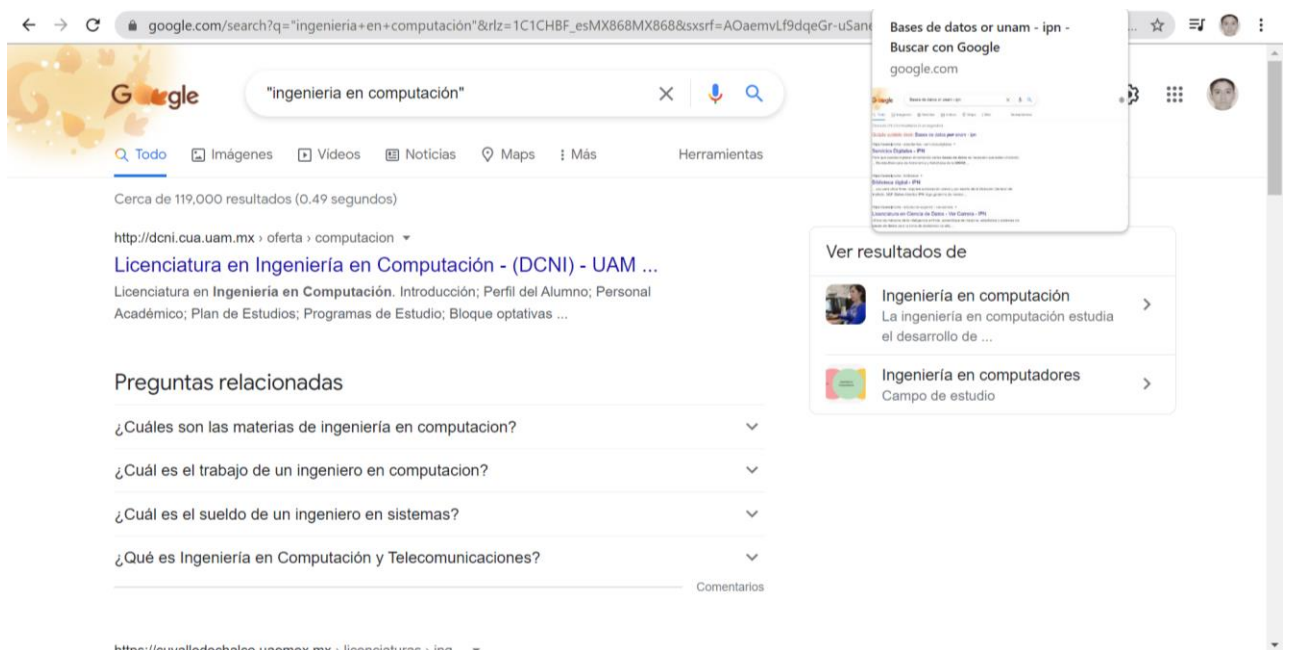 google.com/search?q="ingenieria+en+computación"&rlz=1C1CHBF_esMX868MX868&sxsrf=AOaemvLf9dqeGr-uSane
Bases de datos or unam - ipn -
Buscar con Google
google.com
G gle
"ingenieria en computación"
Todo Imágenes Vídeos Noticias Maps Más Herramientas
Cerca de 119,000 resultados (0.49 segundos)
http://dcni.cua.uam.mx › oferta › computacion
Licenciatura en Ingeniería en Computación - (DCNI) - UAM ...
Licenciatura en Ingeniería en Computación. Introducción; Perfil del Alumno; Personal
Académico; Plan de Estudios; Programas de Estudio; Bloque optativas ...
Preguntas relacionadas
¿Cuáles son las materias de ingeniería en computacion?
¿Cuál es el trabajo de un ingeniero en computacion?
¿Cuál es el sueldo de un ingeniero en sistemas?
¿Qué es Ingeniería en Computación y Telecomunicaciones?
Comentarios
Ver resultados de
Ingeniería en computación
La ingeniería en computación estudia
el desarrollo de ...
Ingeniería en computadores
Campo de estudio